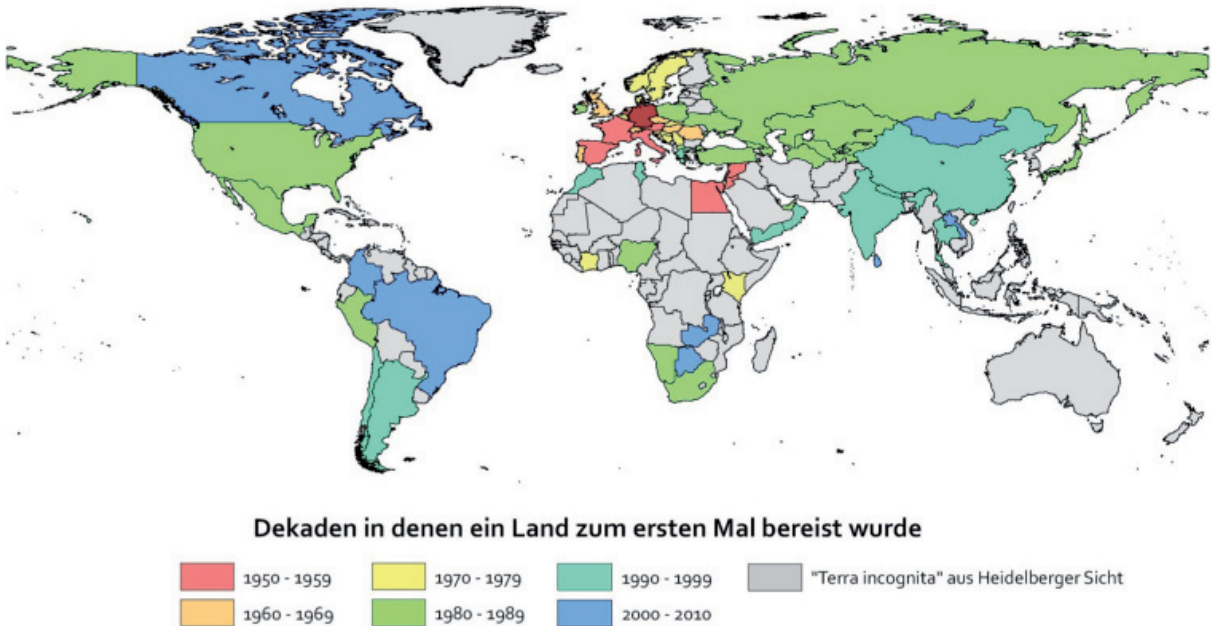 Dekaden in denen ein Land zum ersten Mal bereist wurde
1950 - 1959
1970 - 1979
1990 - 1999
"Terra incognita" aus Heidelberger Sicht
1960 - 1969
1980 - 1989
2000 - 2010